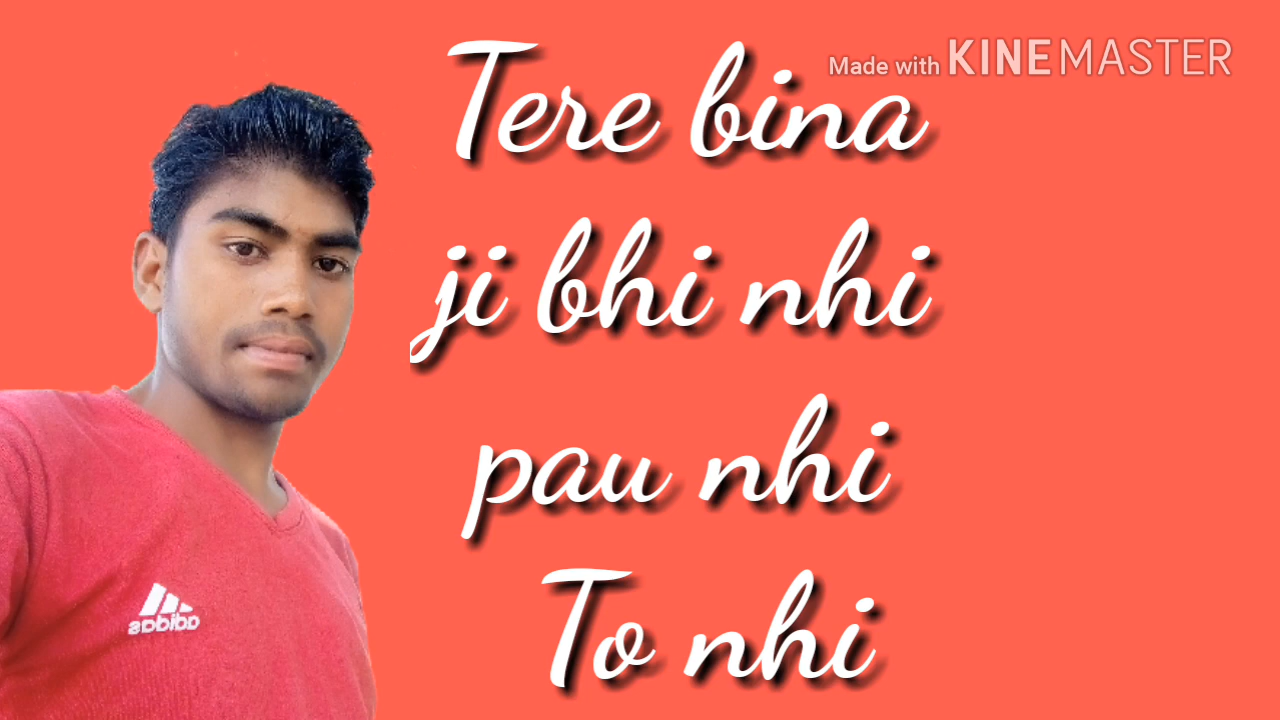 Made with KINEMASTER
Tere bina
ji bhi nhi
pau nhi
To nhi
adidas